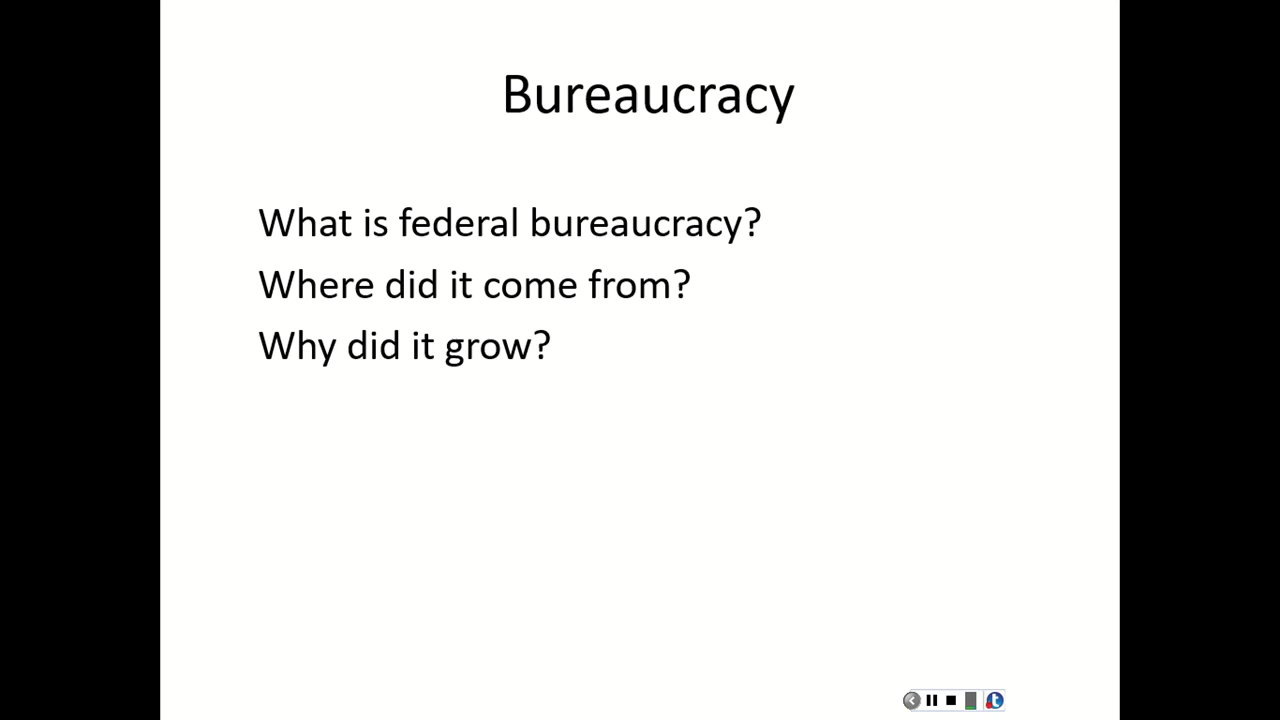 Bureaucracy
What is federal bureaucracy?
Where did it come from?
Why did it grow?